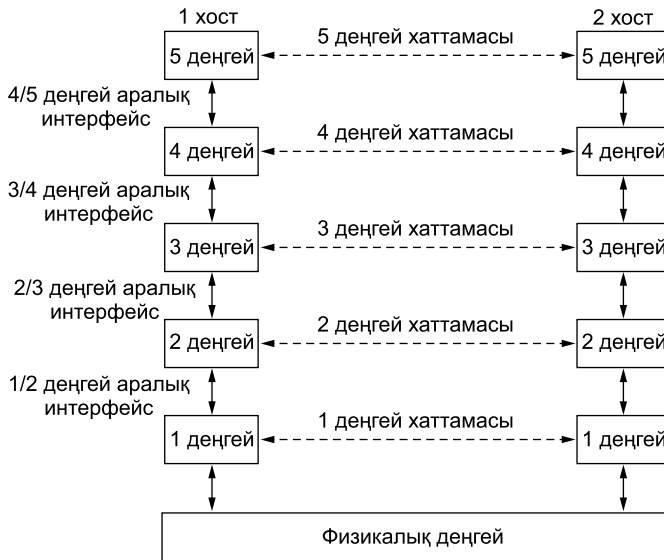 1 хост
2 хост
5 деңгей хаттамасы
5 деңгей
5 деңгей
4/5 деңгей аралық
интерфейс
4 деңгей хаттамасы
4 деңгей
4 деңгей
3/4 деңгей аралық
интерфейс
3 деңгей хаттамасы
3 деңгей
3 деңгей
2/3 деңгей аралық
интерфейс
2 деңгей хаттамасы
2 деңгей
2 деңгей
1/2 деңгей аралық
интерфейс
1 деңгей хаттамасы
1 деңгей
1 деңгей
Физикалық деңгей